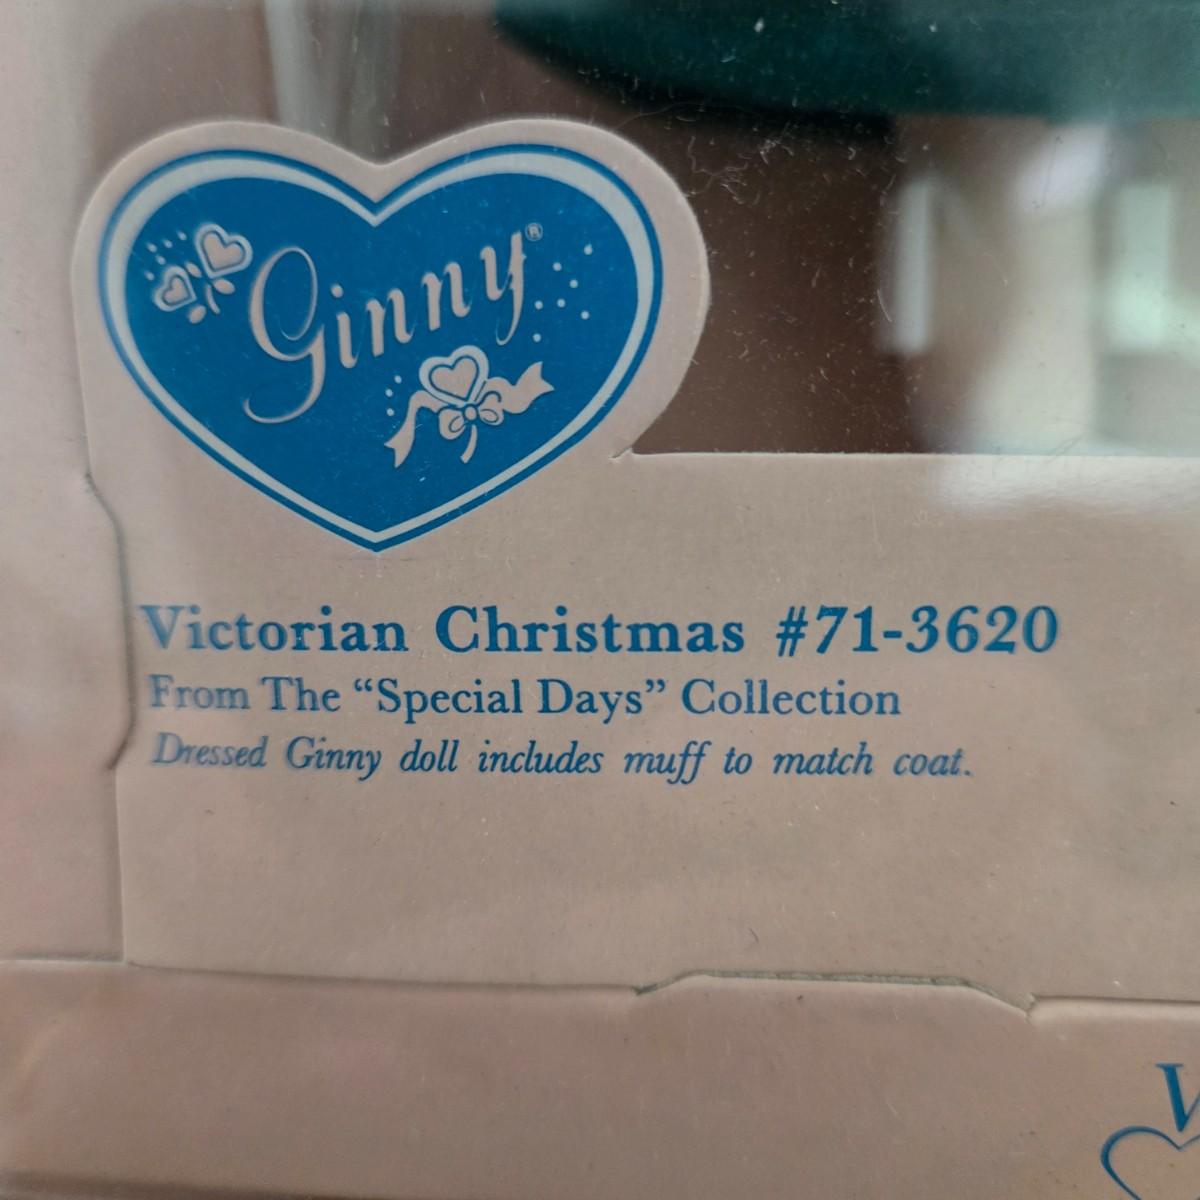 Ginny®
Victorian Christmas #71-3620
From The “Special Days” Collection
Dressed Ginny doll includes muff to match coat.